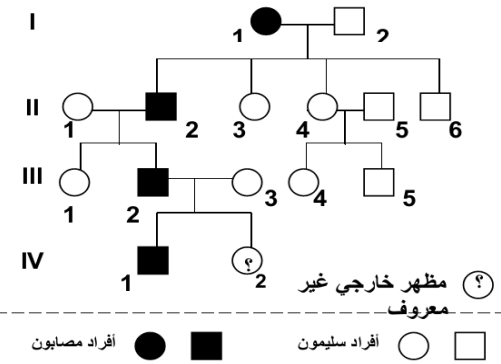 I
1 2
II
1 2 3 4 5 6
III
1 2 3 4 5
IV
1 ؟ 2
؟ مظهر خارجي غير
معروف
أفراد سليمون
أفراد مصابون